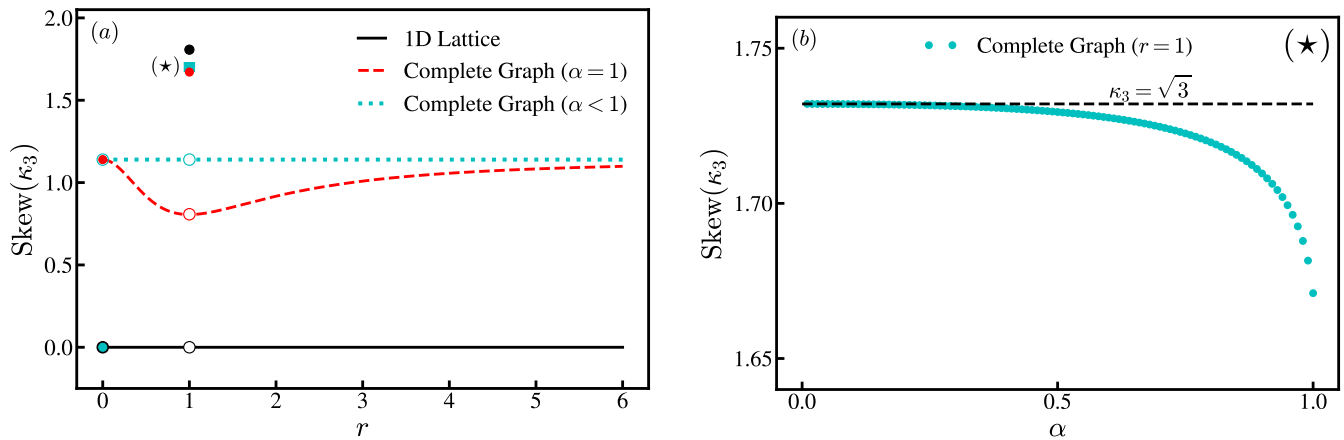 (a)
1D Lattice
Complete Graph (α = 1)
Complete Graph (α < 1)
(⋆)
2.0
1.5
1.0
0.5
0.0
Skew(κ₃)
0 1 2 3 4 5 6
r
(b)
Complete Graph (r = 1)
(★)
κ₃ = √3
1.75
1.70
1.65
Skew(κ₃)
0.0 0.5 1.0
α